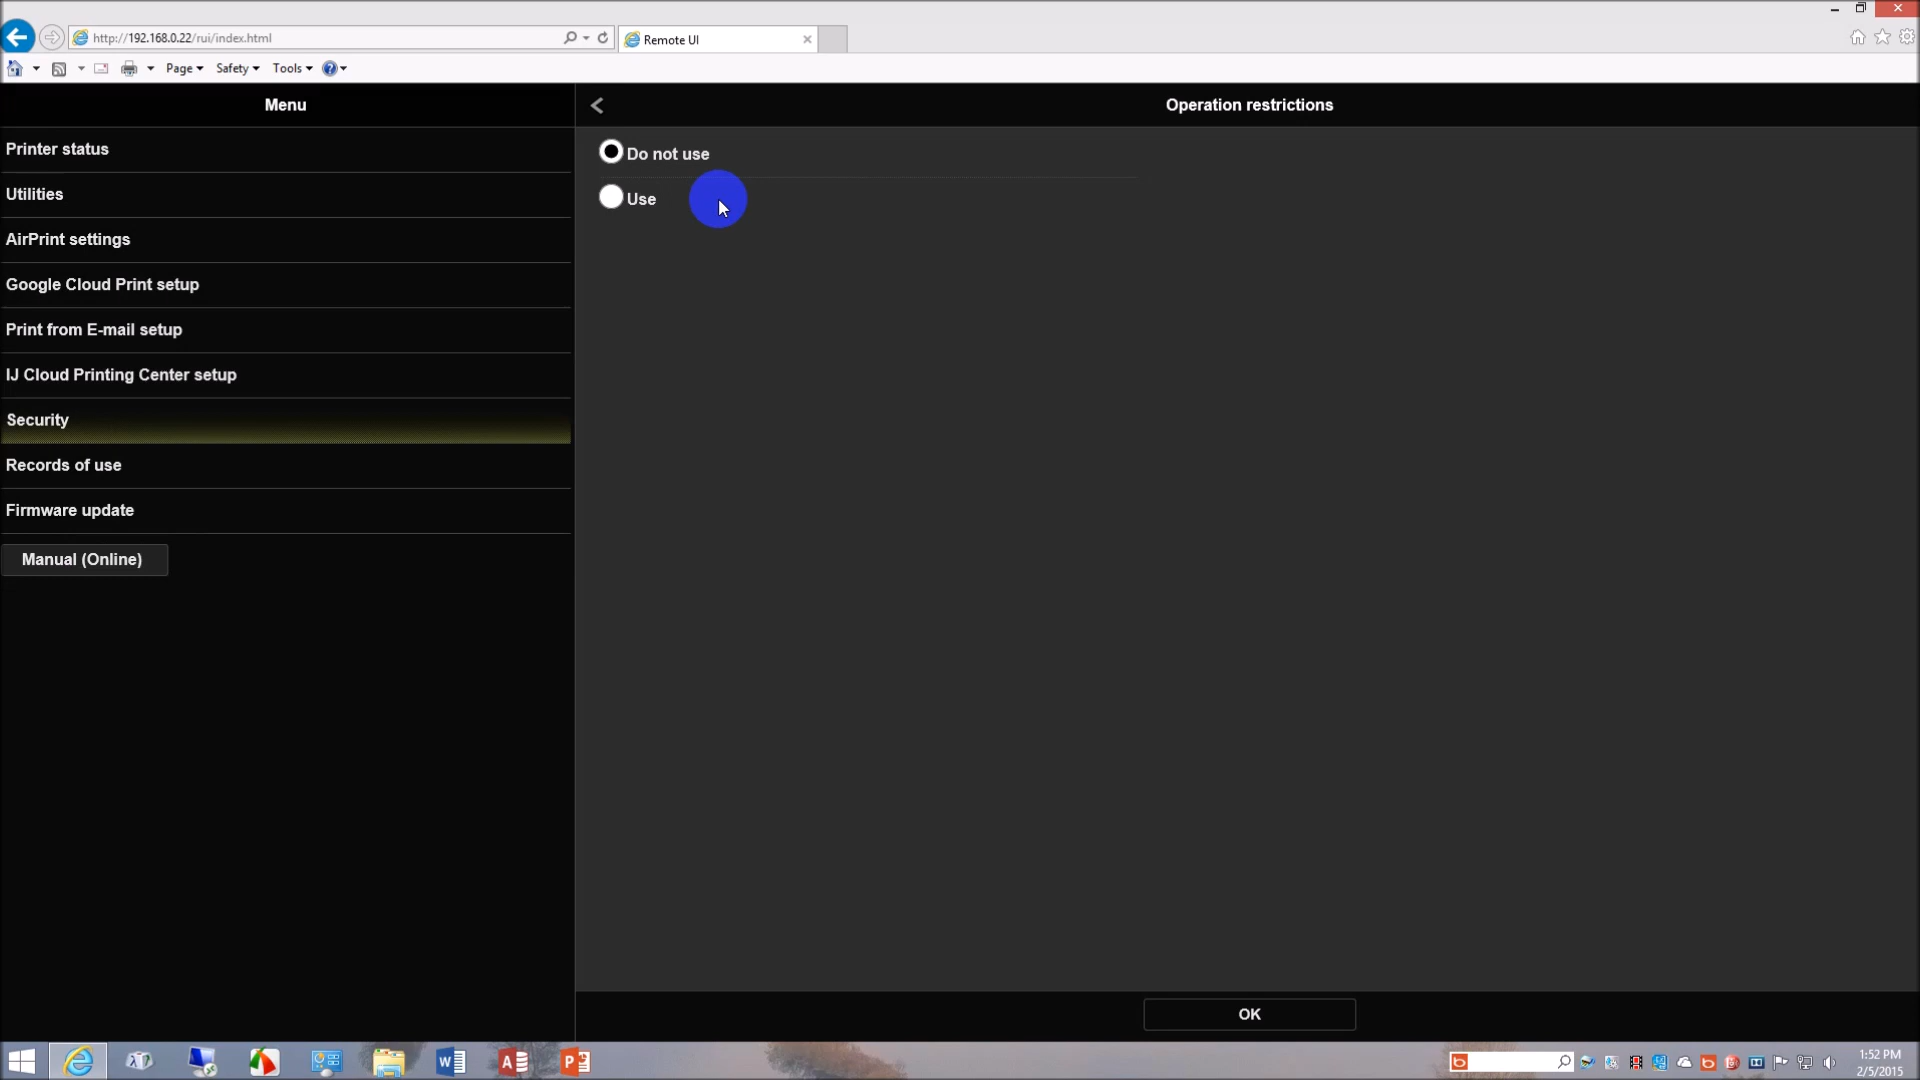 http://192.168.0.22/rui/index.html
Remote UI
Page
Safety
Tools
Menu
Operation restrictions
Printer status
Utilities
AirPrint settings
Google Cloud Print setup
Print from E-mail setup
IJ Cloud Printing Center setup
Security
Records of use
Firmware update
Manual (Online)
Do not use
Use
OK
1:52 PM
2/5/2015